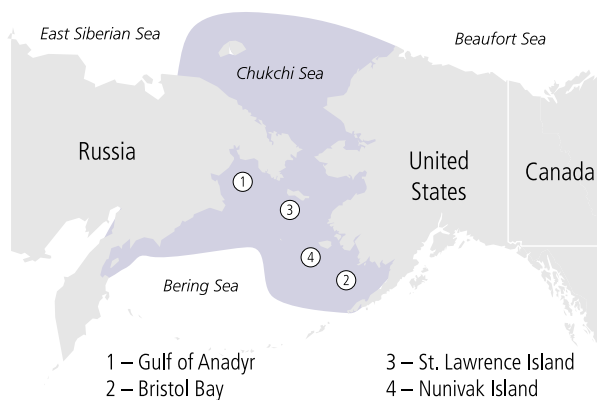 East Siberian Sea
Beaufort Sea
Chukchi Sea
Russia
United
States
Canada
1
3
4
2
Bering Sea
1 – Gulf of Anadyr
2 – Bristol Bay
3 – St. Lawrence Island
4 – Nunivak Island